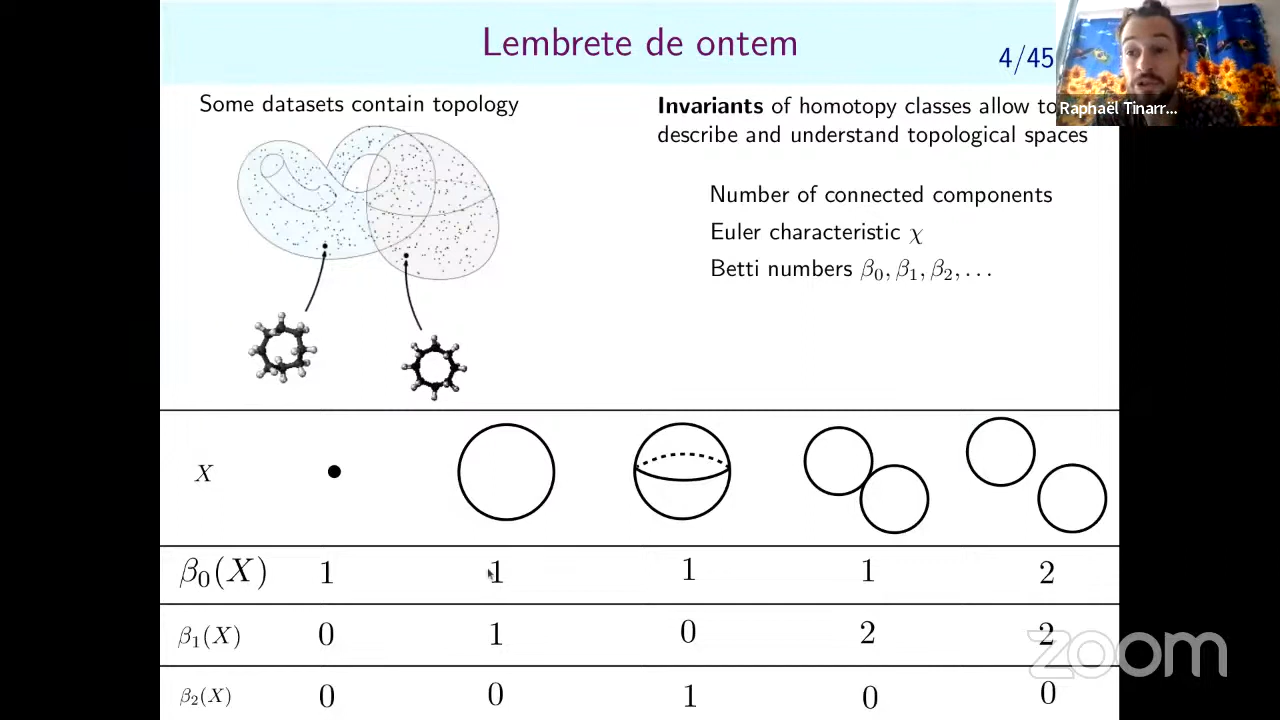 Lembrete de ontem
4/45
Raphaël Tinarr...
Some datasets contain topology
Invariants of homotopy classes allow to
describe and understand topological spaces
Number of connected components
Euler characteristic χ
Betti numbers β₀, β₁, β₂, ...
X
β₀(X) 1 1 1 1 2
β₁(X) 0 1 0 2 2
β₂(X) 0 0 1 0 0
zoom